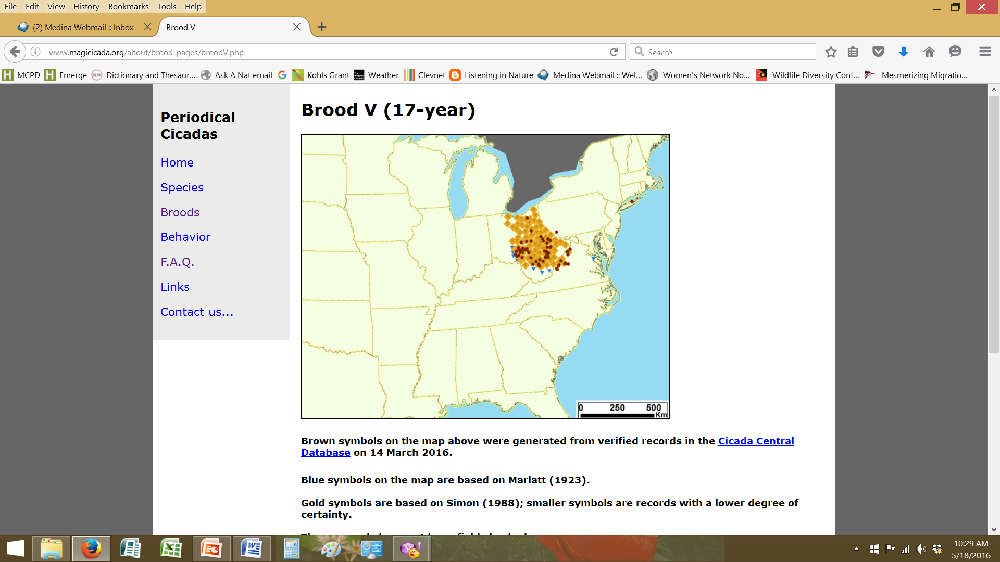 File Edit View History Bookmarks Tools Help
(2) Medina Webmail :: Inbox
Brood V
www.magicicada.org/about/brood_pages/broodV.php
Search
MCPD Emerge Dictionary and Thesaur... Ask A Nat email Kohls Grant Weather Clevnet Listening in Nature Medina Webmail :: Wel... Women's Network No... Wildlife Diversity Conf... Mesmerizing Migratio...
Periodical
Cicadas
Home
Species
Broods
Behavior
F.A.Q.
Links
Contact us...
Brood V (17-year)
0 250 500
Km
Brown symbols on the map above were generated from verified records in the Cicada Central
Database on 14 March 2016.
Blue symbols on the map are based on Marlatt (1923).
Gold symbols are based on Simon (1988); smaller symbols are records with a lower degree of
certainty.
10:29 AM
5/18/2016